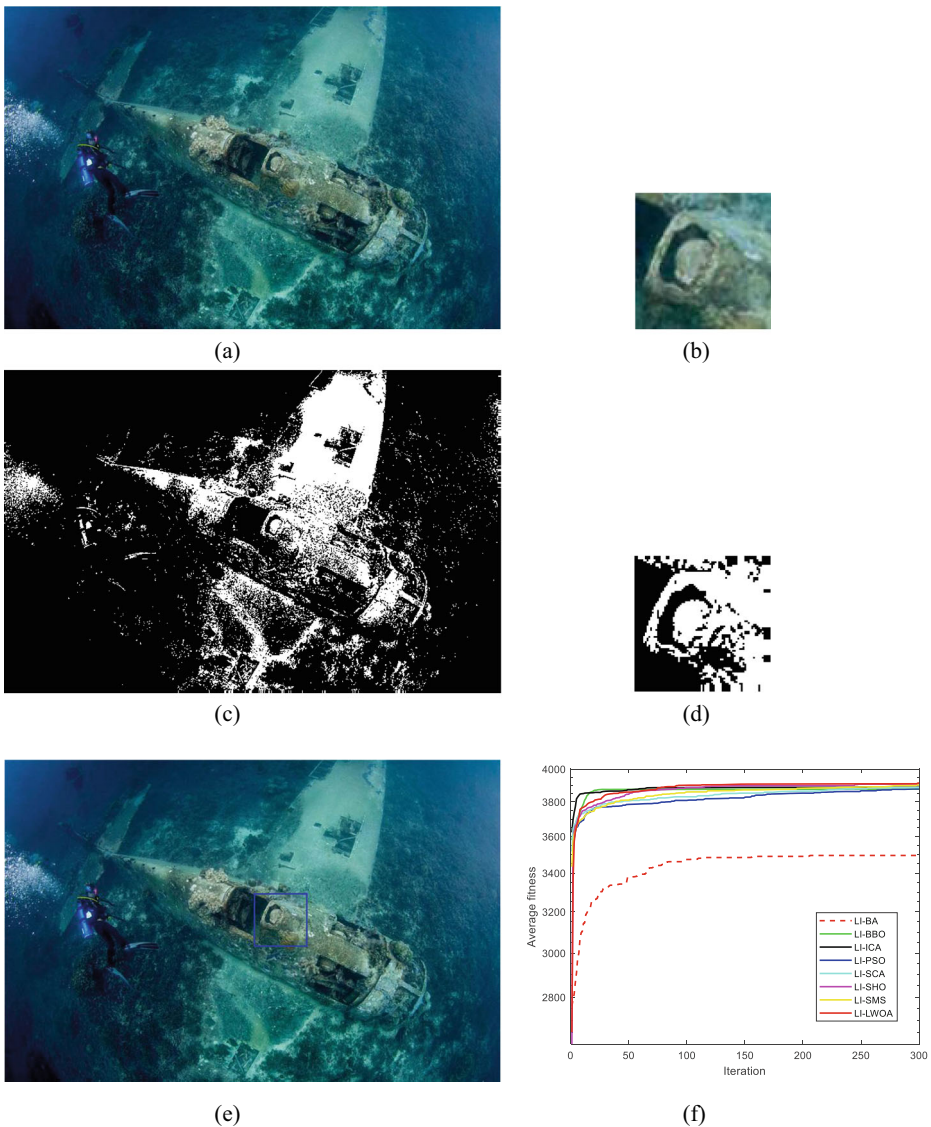 (a)
(b)
(c)
(d)
(e)
(f)
4000
3800
3600
3400
3200
3000
2800
Average fitness
0
50
100
150
200
250
300
Iteration
LI-BA
LI-BBO
LI-ICA
LI-PSO
LI-SCA
LI-SHO
LI-SMS
LI-LWOA